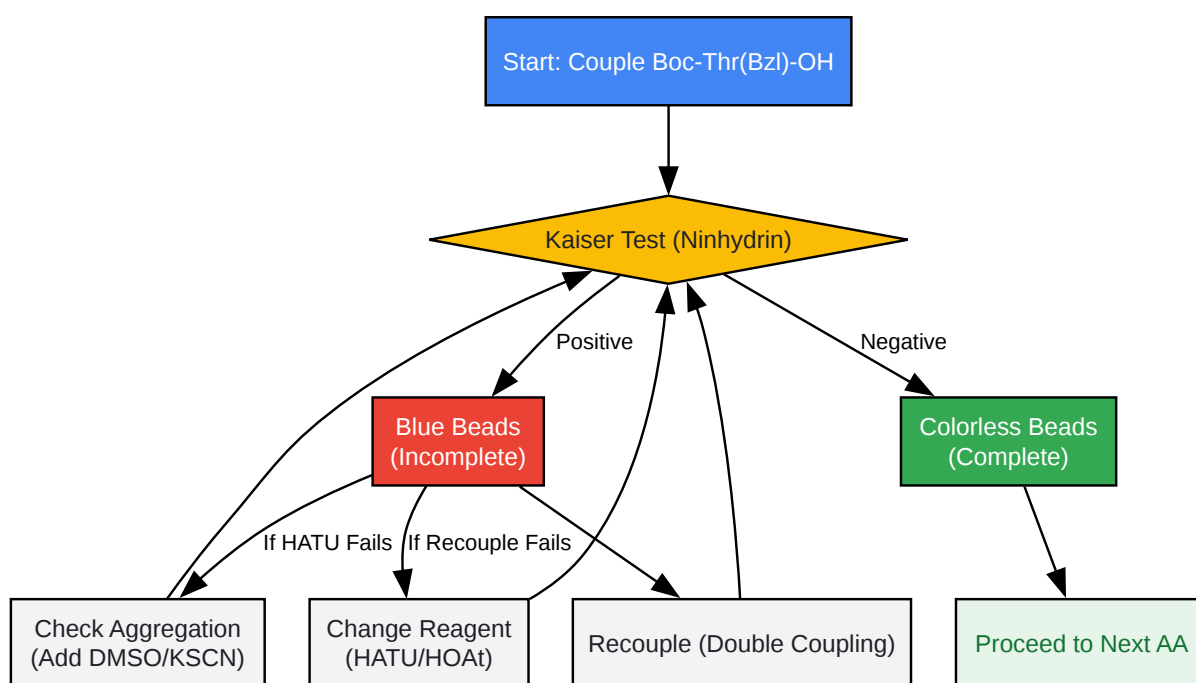 Start: Couple Boc-Thr(Bzl)-OH
Kaiser Test (Ninhydrin)
Positive
Negative
Blue Beads
(Incomplete)
Colorless Beads
(Complete)
If HATU Fails
If Recouple Fails
Check Aggregation
(Add DMSO/KSCN)
Change Reagent
(HATU/HOAt)
Recouple (Double Coupling)
Proceed to Next AA